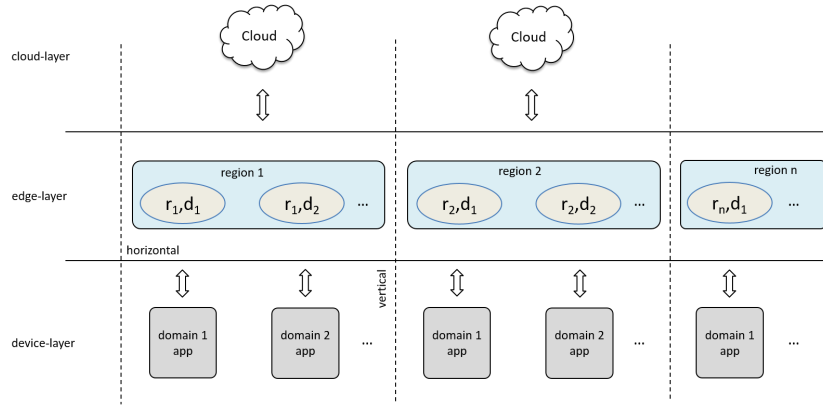 Cloud
Cloud
cloud-layer
region 1
region 2
region n
edge-layer
r₁,d₁
r₁,d₂
...
r₂,d₁
r₂,d₂
...
rₙ,d₁
...
horizontal
vertical
domain 1
app
domain 2
app
...
domain 1
app
domain 2
app
...
domain 1
app
...
device-layer